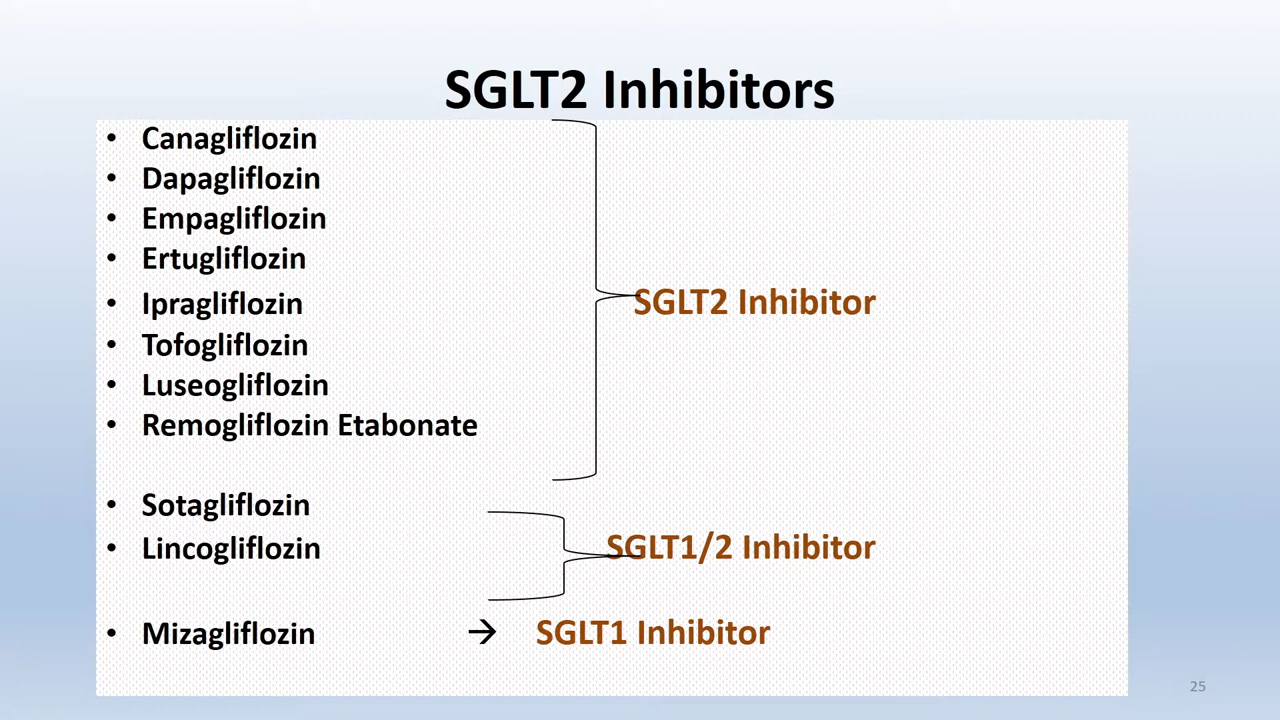 SGLT2 Inhibitors
• Canagliflozin
• Dapagliflozin
• Empagliflozin
• Ertugliflozin
• Ipragliflozin
SGLT2 Inhibitor
• Tofogliflozin
• Luseogliflozin
• Remogliflozin Etabonate
• Sotagliflozin
• Lincogliflozin
SGLT1/2 Inhibitor
• Mizagliflozin → SGLT1 Inhibitor
25